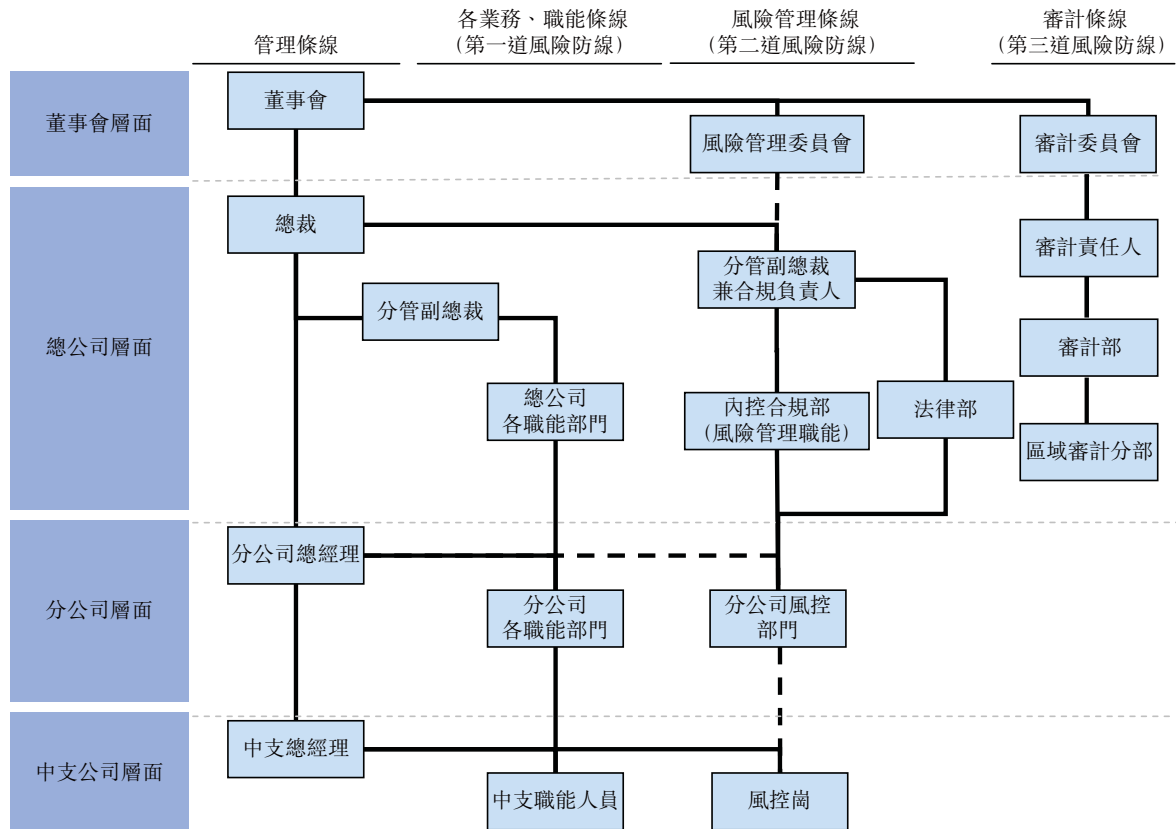 管理條線
各業務、職能條線
(第一道風險防線)
風險管理條線
(第二道風險防線)
審計條線
(第三道風險防線)
董事會層面
董事會
風險管理委員會
審計委員會
總公司層面
總裁
分管副總裁
分管副總裁
兼合規負責人
審計責任人
審計部
總公司
各職能部門
內控合規部
(風險管理職能)
法律部
區域審計分部
分公司層面
分公司總經理
分公司
各職能部門
分公司風控
部門
中支公司層面
中支總經理
中支職能人員
風控崗